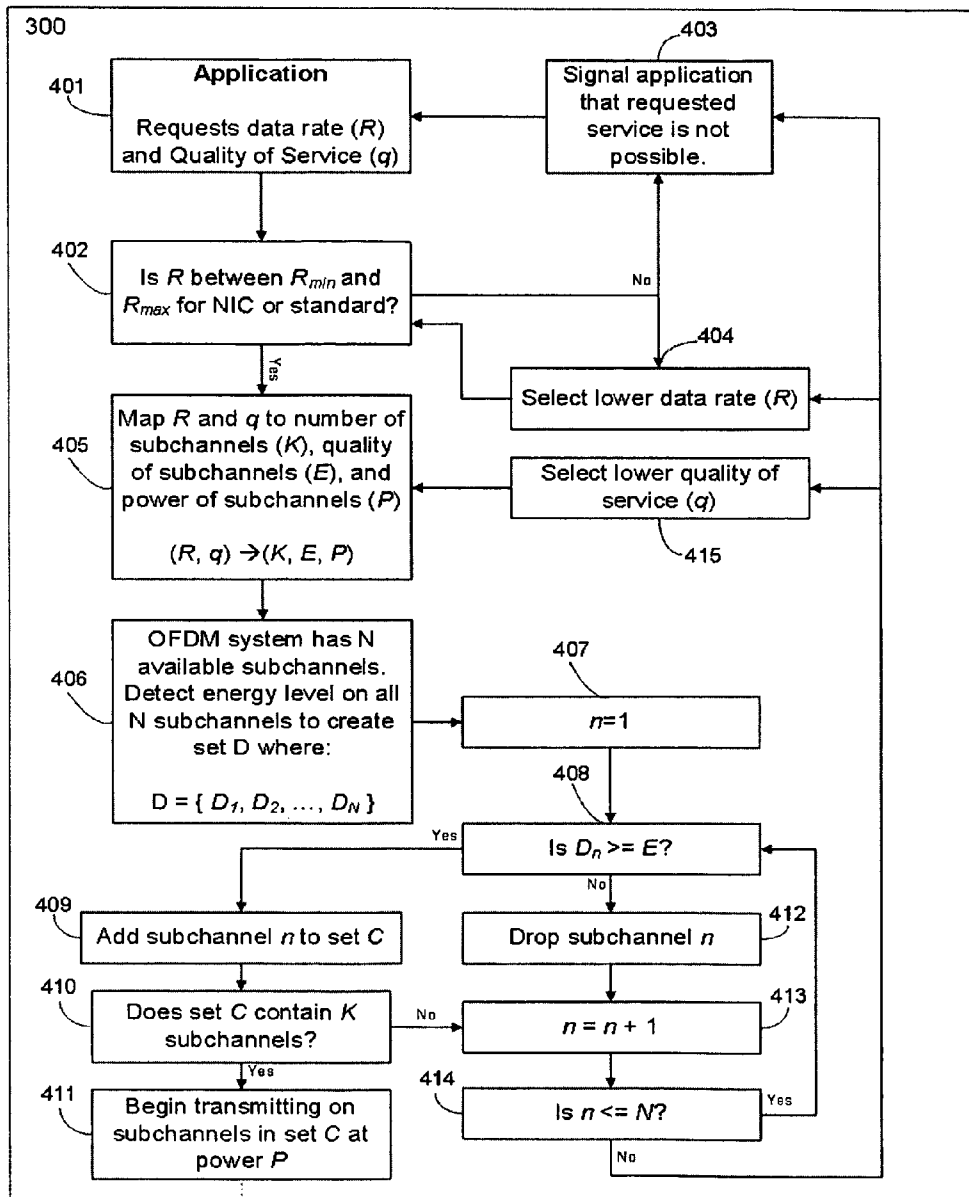 300
401
Application
Requests data rate (R)
and Quality of Service (q)
403
Signal application
that requested
service is not
possible.
402
Is R between Rmin and
Rmax for NIC or standard?
No
Yes
404
Select lower data rate (R)
405
Map R and q to number of
subchannels (K), quality
of subchannels (E), and
power of subchannels (P)
(R, q) →(K, E, P)
Select lower quality of
service (q)
415
406
OFDM system has N
available subchannels.
Detect energy level on all
N subchannels to create
set D where:
D = { D1, D2, ..., DN }
407
n=1
408
Is Dn >= E?
Yes
No
409
Add subchannel n to set C
Drop subchannel n
412
410
Does set C contain K
subchannels?
No
Yes
n = n + 1
413
411
Begin transmitting on
subchannels in set C at
power P
414
Is n <= N?
Yes
No